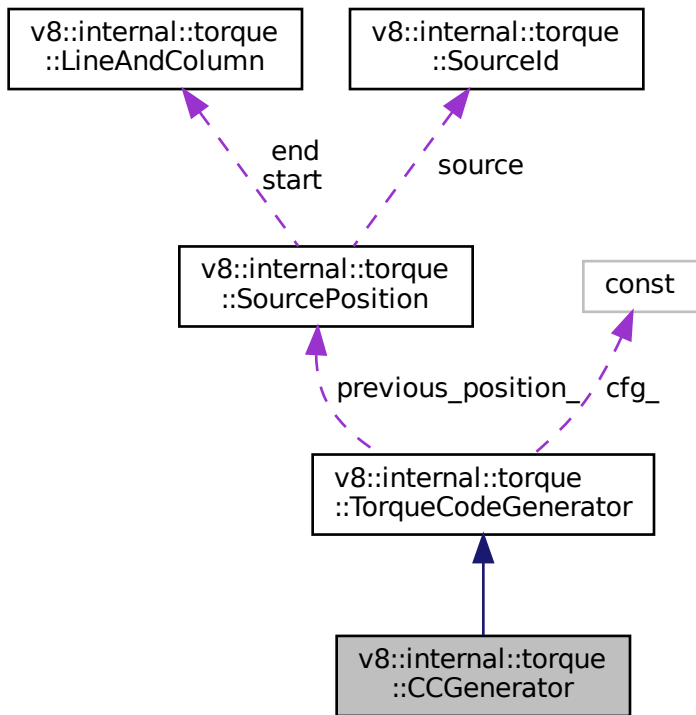 v8::internal::torque
::LineAndColumn
v8::internal::torque
::SourceId
end
start
source
v8::internal::torque
::SourcePosition
const
previous_position_
cfg_
v8::internal::torque
::TorqueCodeGenerator
v8::internal::torque
::CCGenerator